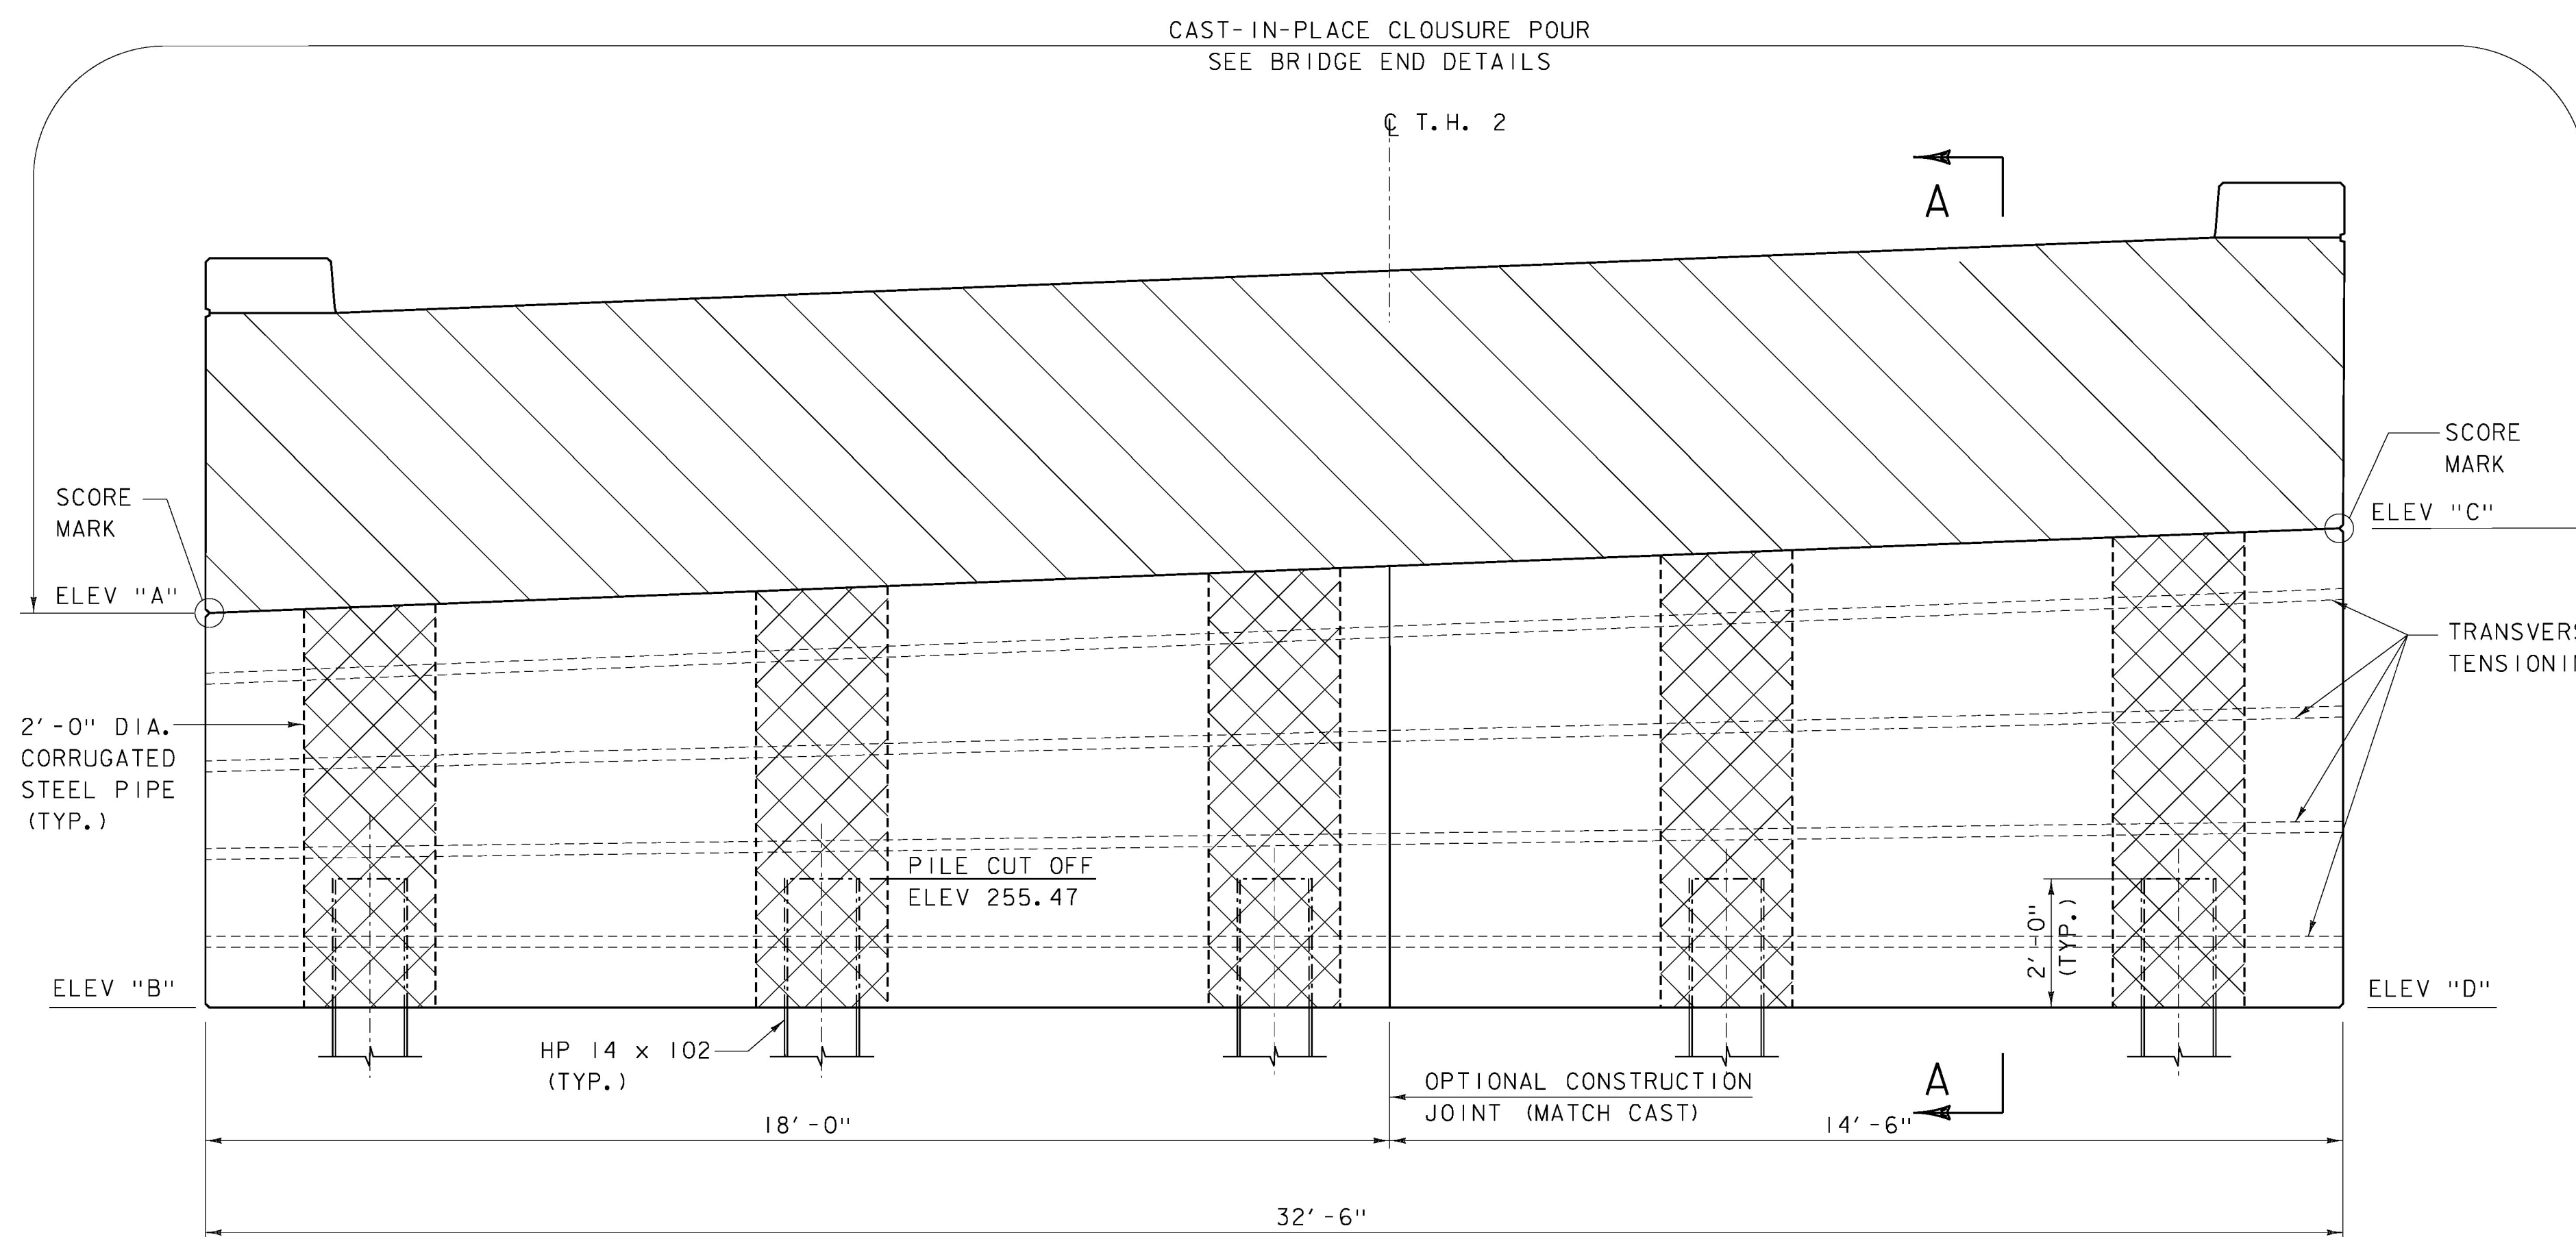 CAST-IN-PLACE CLOUSURE POUR
SEE BRIDGE END DETAILS
℄ T.H. 2
A
SCORE
MARK
ELEV "C"
SCORE
MARK
ELEV "A"
2'-0" DIA.
CORRUGATED
STEEL PIPE
(TYP.)
PILE CUT OFF
ELEV 255.47
2'-0"
(TYP.)
ELEV "B"
ELEV "D"
HP 14 x 102
(TYP.)
OPTIONAL CONSTRUCTION
JOINT (MATCH CAST)
A
18'-0"
14'-6"
32'-6"